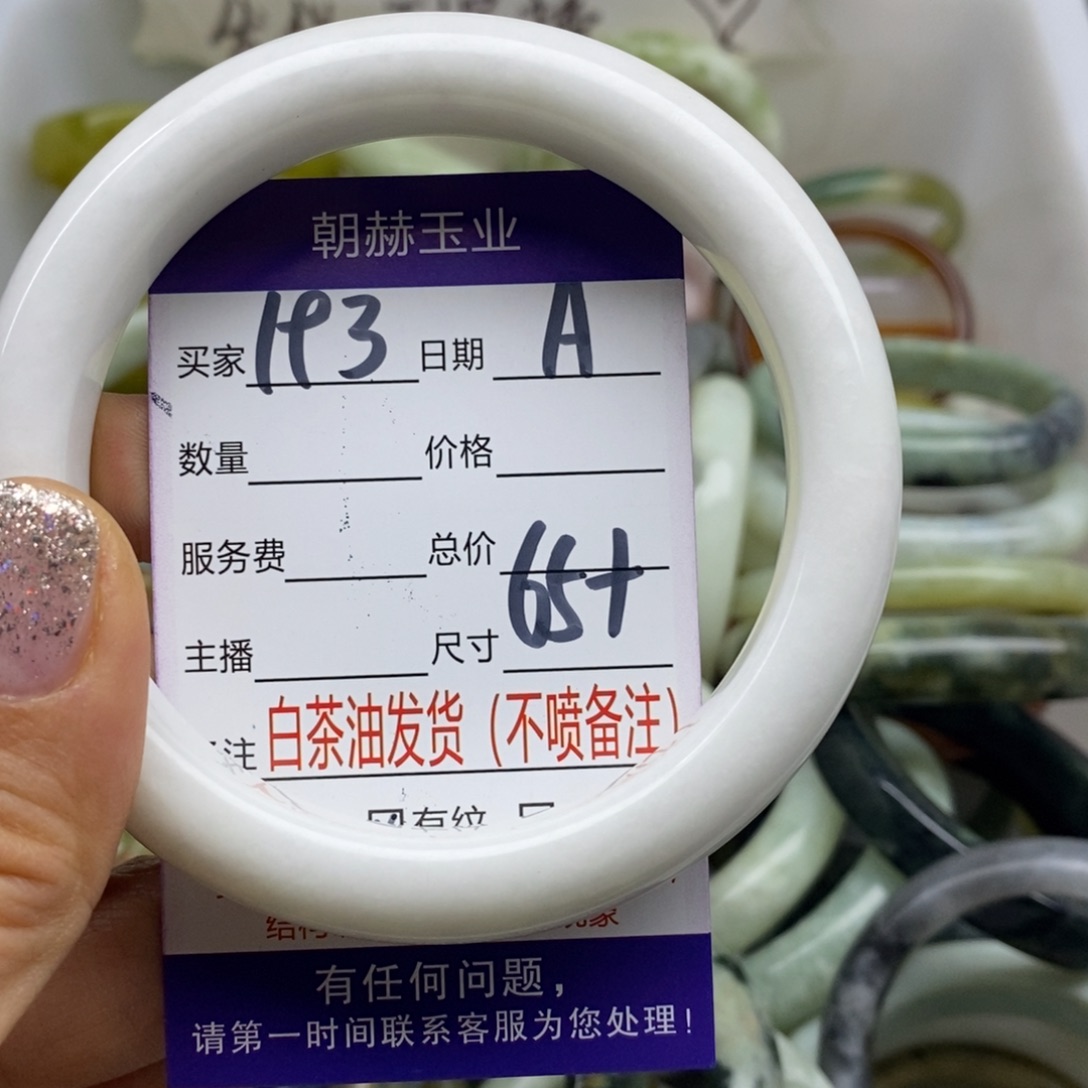 朝赫玉业
买家 193 日期 A
数量 价格
服务费 总价
主播 尺寸 65+
注 白茶油发货(不喷备注)
有纹
有任何问题,
请第一时间联系客服为您处理!